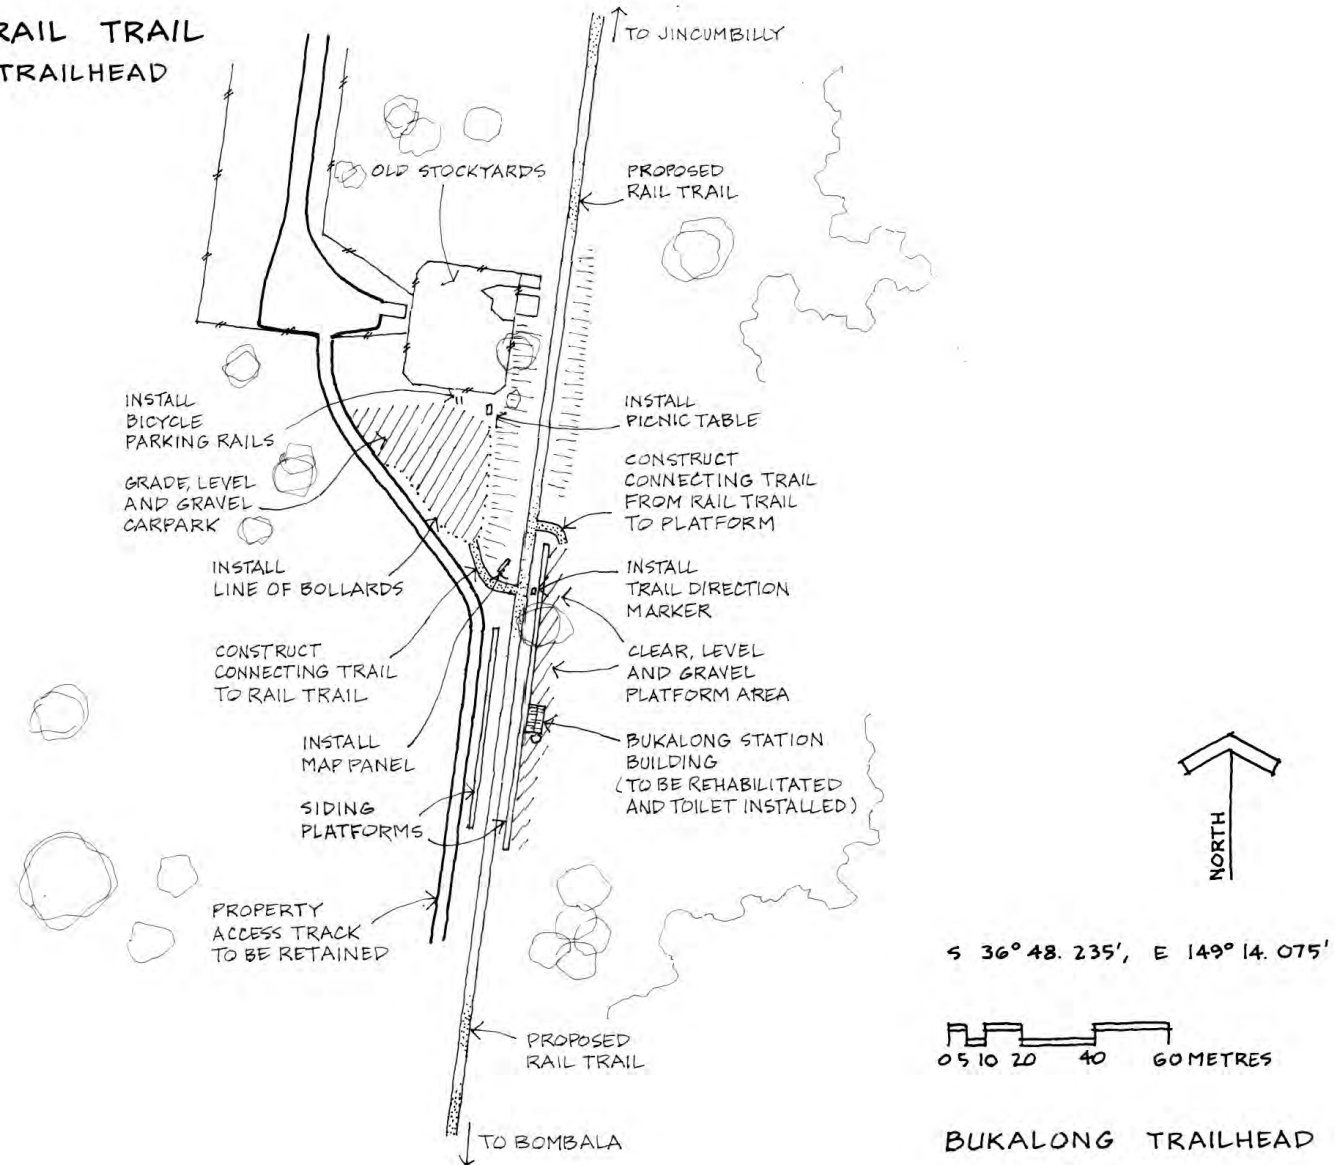 RAIL TRAIL
TRAILHEAD
TO JINCUMBILLY
OLD STOCKYARDS
PROPOSED
RAIL TRAIL
INSTALL
BICYCLE
PARKING RAILS
GRADE, LEVEL
AND GRAVEL
CARPARK
INSTALL
LINE OF BOLLARDS
CONSTRUCT
CONNECTING TRAIL
TO RAIL TRAIL
INSTALL
MAP PANEL
SIDING
PLATFORMS
PROPERTY
ACCESS TRACK
TO BE RETAINED
INSTALL
PICNIC TABLE
CONSTRUCT
CONNECTING TRAIL
FROM RAIL TRAIL
TO PLATFORM
INSTALL
TRAIL DIRECTION
MARKER
CLEAR, LEVEL
AND GRAVEL
PLATFORM AREA
BUKALONG STATION
BUILDING
(TO BE REHABILITATED
AND TOILET INSTALLED)
PROPOSED
RAIL TRAIL
TO BOMBALA
NORTH
S 36° 48. 235', E 149° 14. 075'
0 5 10 20 40 60 METRES
BUKALONG TRAILHEAD